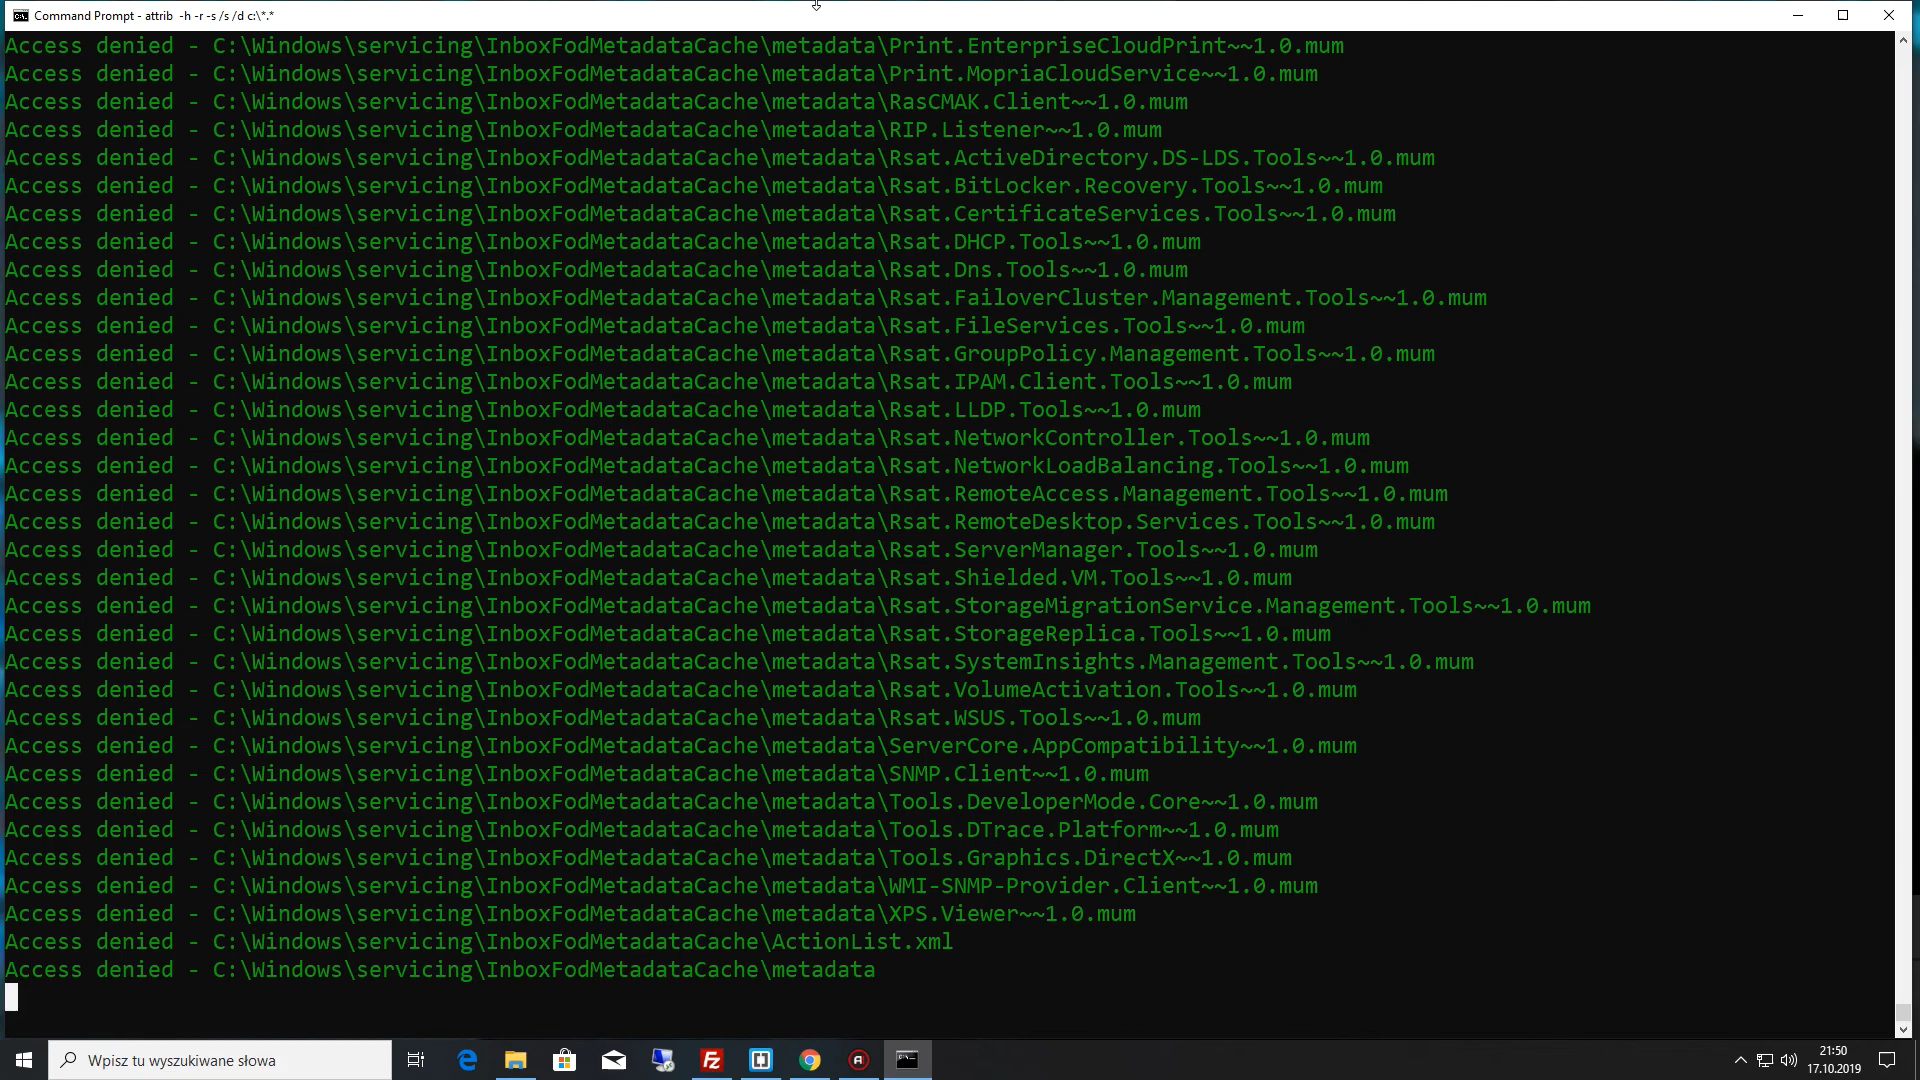 Command Prompt - attrib  -h -r -s /s /d c:\*.*
Access denied - C:\Windows\servicing\InboxFodMetadataCache\metadata\Print.EnterpriseCloudPrint~~1.0.mum
Access denied - C:\Windows\servicing\InboxFodMetadataCache\metadata\Print.MopriaCloudService~~1.0.mum
Access denied - C:\Windows\servicing\InboxFodMetadataCache\metadata\RasCMAK.Client~~1.0.mum
Access denied - C:\Windows\servicing\InboxFodMetadataCache\metadata\RIP.Listener~~1.0.mum
Access denied - C:\Windows\servicing\InboxFodMetadataCache\metadata\Rsat.ActiveDirectory.DS-LDS.Tools~~1.0.mum
Access denied - C:\Windows\servicing\InboxFodMetadataCache\metadata\Rsat.BitLocker.Recovery.Tools~~1.0.mum
Access denied - C:\Windows\servicing\InboxFodMetadataCache\metadata\Rsat.CertificateServices.Tools~~1.0.mum
Access denied - C:\Windows\servicing\InboxFodMetadataCache\metadata\Rsat.DHCP.Tools~~1.0.mum
Access denied - C:\Windows\servicing\InboxFodMetadataCache\metadata\Rsat.Dns.Tools~~1.0.mum
Access denied - C:\Windows\servicing\InboxFodMetadataCache\metadata\Rsat.FailoverCluster.Management.Tools~~1.0.mum
Access denied - C:\Windows\servicing\InboxFodMetadataCache\metadata\Rsat.FileServices.Tools~~1.0.mum
Access denied - C:\Windows\servicing\InboxFodMetadataCache\metadata\Rsat.GroupPolicy.Management.Tools~~1.0.mum
Access denied - C:\Windows\servicing\InboxFodMetadataCache\metadata\Rsat.IPAM.Client.Tools~~1.0.mum
Access denied - C:\Windows\servicing\InboxFodMetadataCache\metadata\Rsat.LLDP.Tools~~1.0.mum
Access denied - C:\Windows\servicing\InboxFodMetadataCache\metadata\Rsat.NetworkController.Tools~~1.0.mum
Access denied - C:\Windows\servicing\InboxFodMetadataCache\metadata\Rsat.NetworkLoadBalancing.Tools~~1.0.mum
Access denied - C:\Windows\servicing\InboxFodMetadataCache\metadata\Rsat.RemoteAccess.Management.Tools~~1.0.mum
Access denied - C:\Windows\servicing\InboxFodMetadataCache\metadata\Rsat.RemoteDesktop.Services.Tools~~1.0.mum
Access denied - C:\Windows\servicing\InboxFodMetadataCache\metadata\Rsat.ServerManager.Tools~~1.0.mum
Access denied - C:\Windows\servicing\InboxFodMetadataCache\metadata\Rsat.Shielded.VM.Tools~~1.0.mum
Access denied - C:\Windows\servicing\InboxFodMetadataCache\metadata\Rsat.StorageMigrationService.Management.Tools~~1.0.mum
Access denied - C:\Windows\servicing\InboxFodMetadataCache\metadata\Rsat.StorageReplica.Tools~~1.0.mum
Access denied - C:\Windows\servicing\InboxFodMetadataCache\metadata\Rsat.SystemInsights.Management.Tools~~1.0.mum
Access denied - C:\Windows\servicing\InboxFodMetadataCache\metadata\Rsat.VolumeActivation.Tools~~1.0.mum
Access denied - C:\Windows\servicing\InboxFodMetadataCache\metadata\Rsat.WSUS.Tools~~1.0.mum
Access denied - C:\Windows\servicing\InboxFodMetadataCache\metadata\ServerCore.AppCompatibility~~1.0.mum
Access denied - C:\Windows\servicing\InboxFodMetadataCache\metadata\SNMP.Client~~1.0.mum
Access denied - C:\Windows\servicing\InboxFodMetadataCache\metadata\Tools.DeveloperMode.Core~~1.0.mum
Access denied - C:\Windows\servicing\InboxFodMetadataCache\metadata\Tools.DTrace.Platform~~1.0.mum
Access denied - C:\Windows\servicing\InboxFodMetadataCache\metadata\Tools.Graphics.DirectX~~1.0.mum
Access denied - C:\Windows\servicing\InboxFodMetadataCache\metadata\WMI-SNMP-Provider.Client~~1.0.mum
Access denied - C:\Windows\servicing\InboxFodMetadataCache\metadata\XPS.Viewer~~1.0.mum
Access denied - C:\Windows\servicing\InboxFodMetadataCache\ActionList.xml
Access denied - C:\Windows\servicing\InboxFodMetadataCache\metadata
Wpisz tu wyszukiwane słowa
21:50
17.10.2019